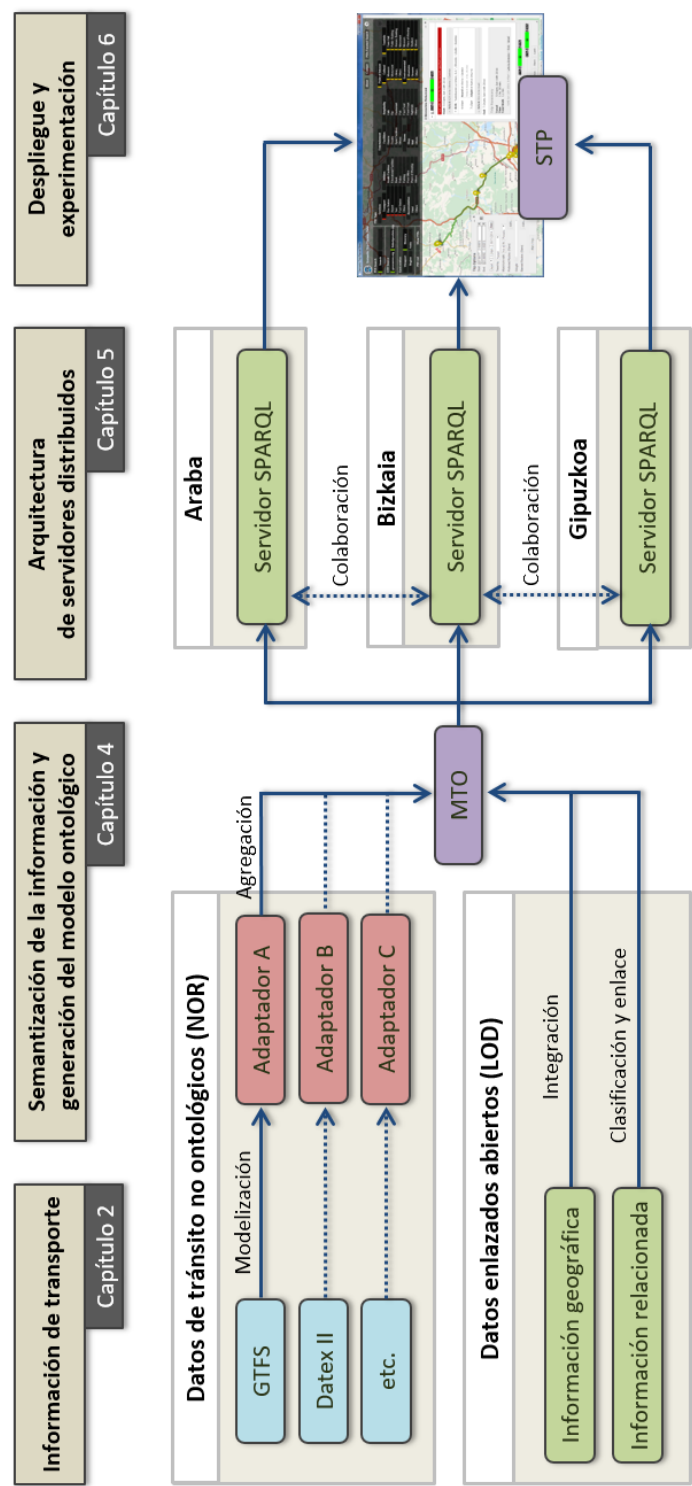 Información de transporte
Capítulo 2
Semantización de la información y
generación del modelo ontológico
Capítulo 4
Arquitectura
de servidores distribuidos
Capítulo 5
Despliegue y
experimentación
Capítulo 6
Datos de tránsito no ontológicos (NOR)
GTFS
Modelización
Adaptador A
Agregación
Datex II
Adaptador B
etc.
Adaptador C
MTO
Datos enlazados abiertos (LOD)
Información geográfica
Integración
Información relacionada
Clasificación y enlace
Araba
Servidor SPARQL
Colaboración
Bizkaia
Servidor SPARQL
Colaboración
Gipuzkoa
Servidor SPARQL
STP